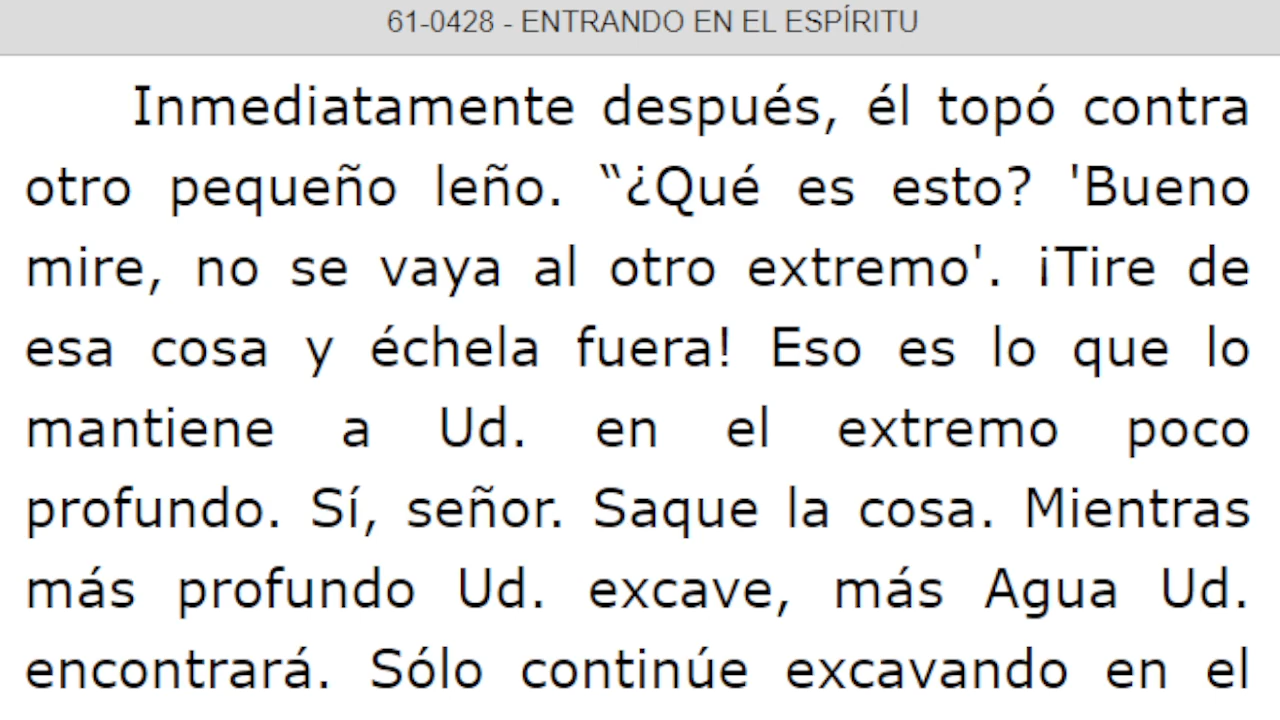 61-0428 - ENTRANDO EN EL ESPÍRITU
Inmediatamente después, él topó contra
otro pequeño leño. “¿Qué es esto? 'Bueno
mire, no se vaya al otro extremo'. ¡Tire de
esa cosa y échela fuera! Eso es lo que lo
mantiene a Ud. en el extremo poco
profundo. Sí, señor. Saque la cosa. Mientras
más profundo Ud. excave, más Agua Ud.
encontrará. Sólo continúe excavando en el